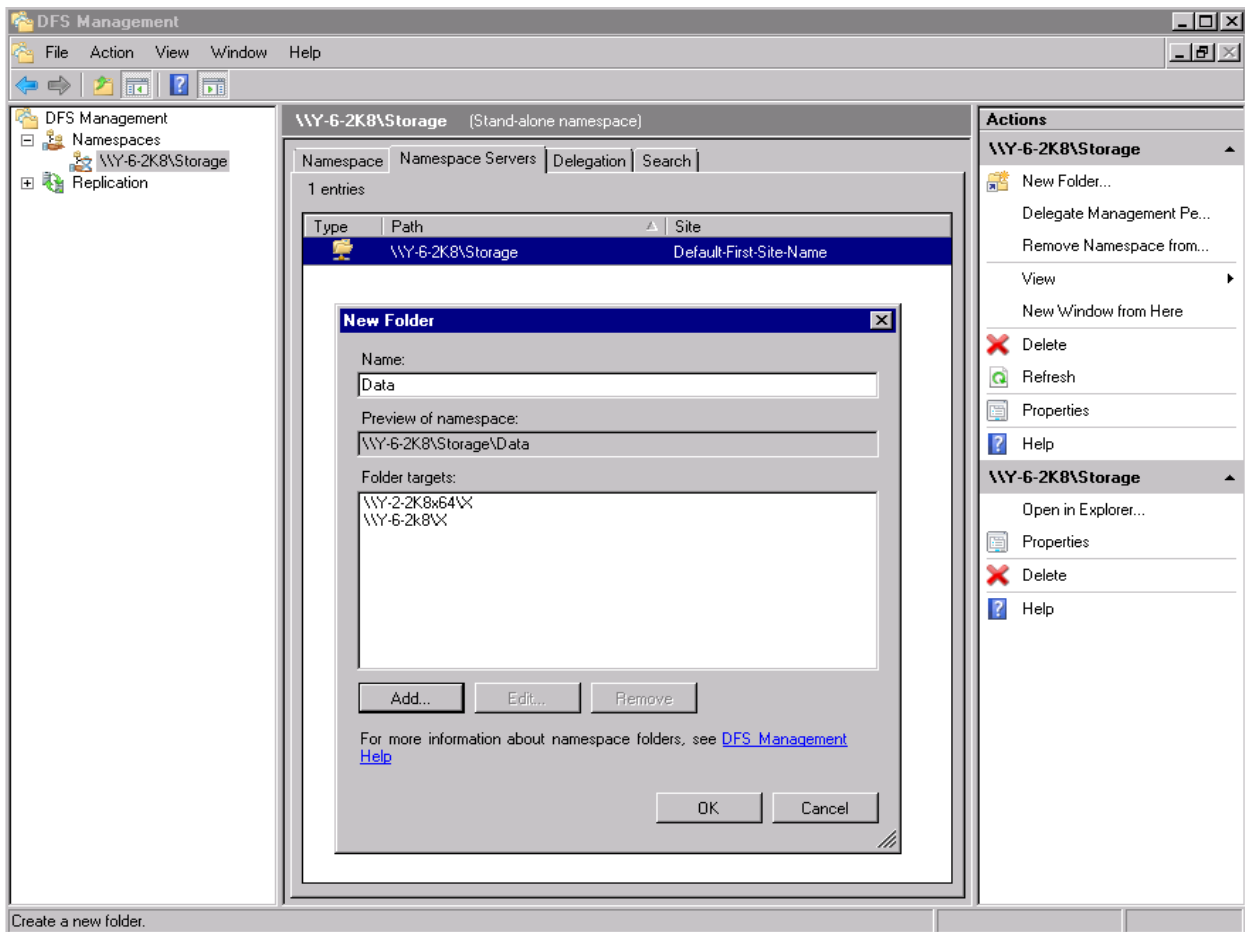 DFS Management
File Action View Window Help
DFS Management
Namespaces
\\Y-6-2K8\Storage
Replication
\\Y-6-2K8\Storage (Stand-alone namespace)
Namespace Namespace Servers Delegation Search
1 entries
Type Path Site
\\Y-6-2K8\Storage Default-First-Site-Name
New Folder
Name:
Data
Preview of namespace:
\\Y-6-2K8\Storage\Data
Folder targets:
\\Y-2-2K8x64\X
\\Y-6-2k8\X
Add... Edit... Remove
For more information about namespace folders, see DFS Management
Help
OK Cancel
Actions
\\Y-6-2K8\Storage
New Folder...
Delegate Management Pe...
Remove Namespace from...
View
New Window from Here
Delete
Refresh
Properties
Help
\\Y-6-2K8\Storage
Open in Explorer...
Properties
Delete
Help
Create a new folder.